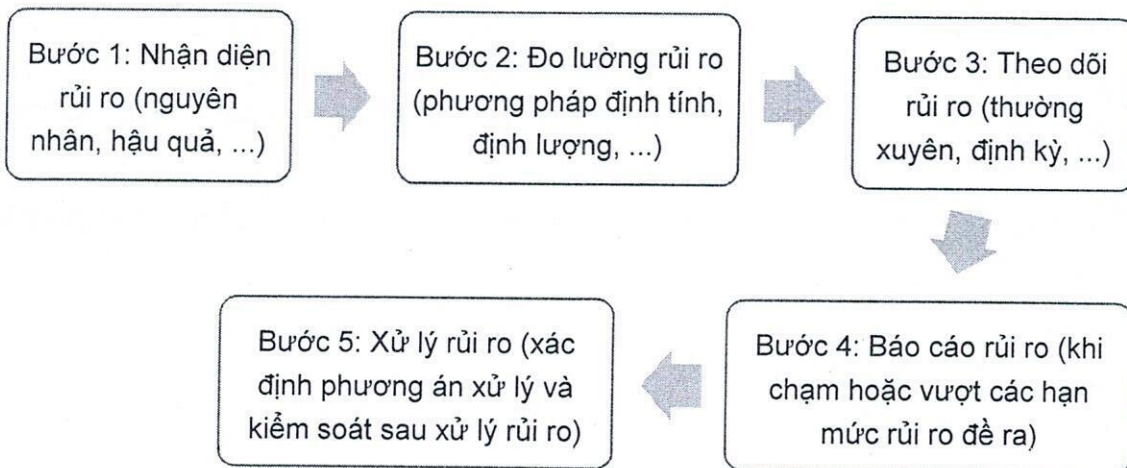 Bước 1: Nhận diện
rủi ro (nguyên
nhân, hậu quả, ...)
Bước 2: Đo lường rủi ro
(phương pháp định tính,
định lượng, ...)
Bước 3: Theo dõi
rủi ro (thường
xuyên, định kỳ, ...)
Bước 4: Báo cáo rủi ro (khi
chạm hoặc vượt các hạn
mức rủi ro đề ra)
Bước 5: Xử lý rủi ro (xác
định phương án xử lý và
kiểm soát sau xử lý rủi ro)